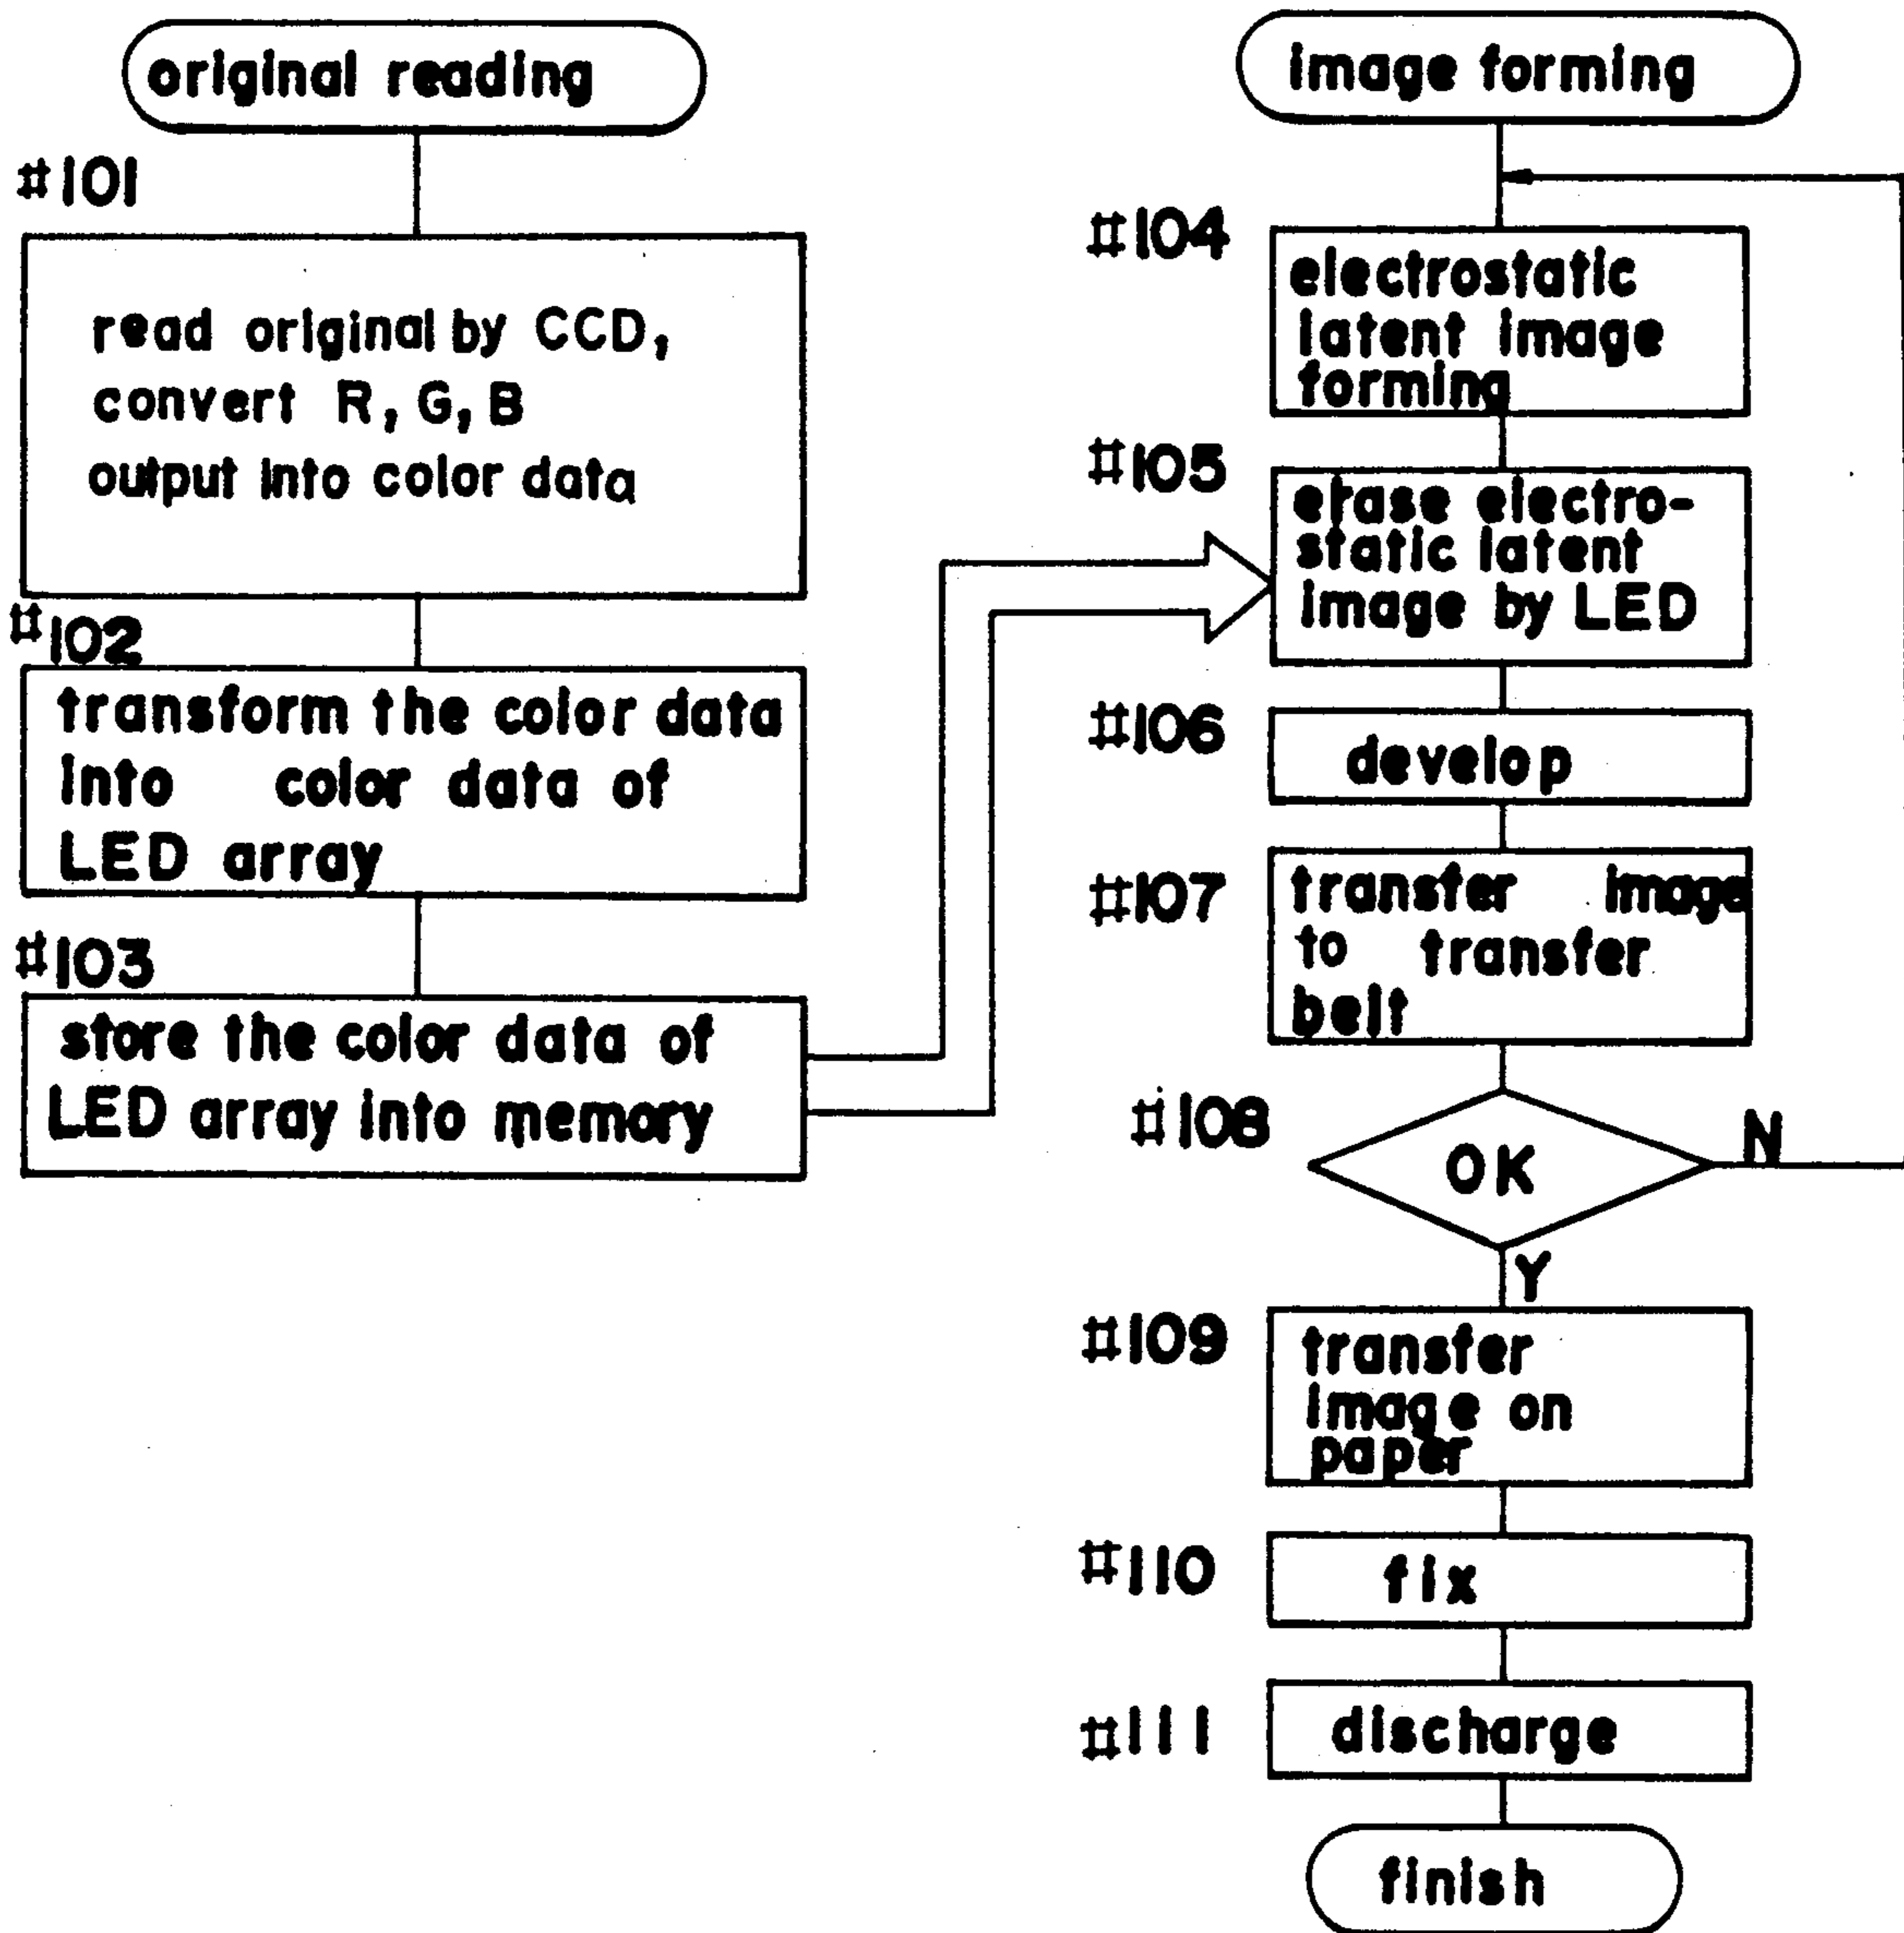 original reading
#101
read original by CCD,
convert R, G, B
output into color data
#102
transform the color data
into color data of
LED array
#103
store the color data of
LED array into memory
image forming
#104
electrostatic
latent image
forming
#105
erase electro-
static latent
image by LED
#106
develop
#107
transfer image
to transfer
belt
#108
OK
N
Y
#109
transfer
image on
paper
#110
fix
#111
discharge
finish